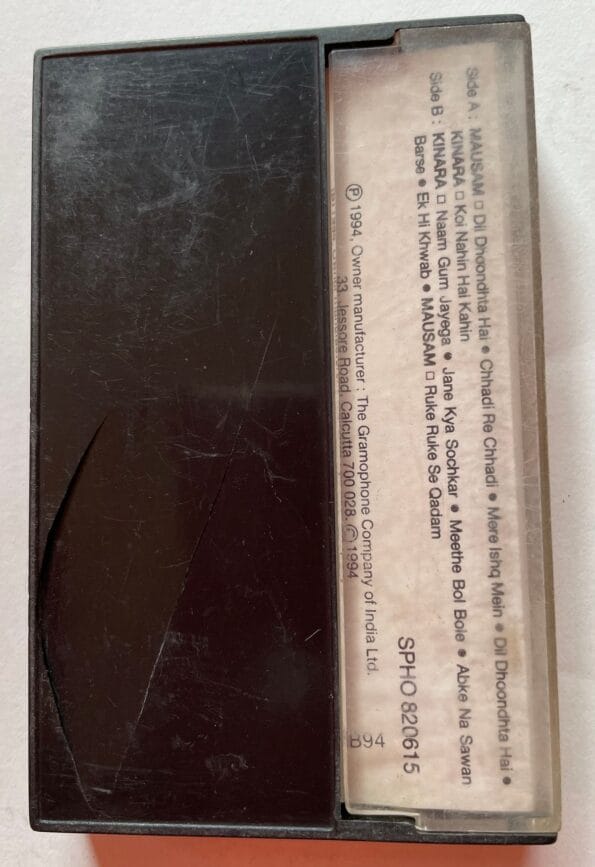 Side A : MAUSAM □ Dil Dhoondhta Hai ● Chhadi Re Chhadi ● Mere Ishq Mein ● Dil Dhoondhta Hai ●
KINARA □ Koi Nahin Hai Kahin
Side B : KINARA □ Naam Gum Jayega ● Jane Kya Sochkar ● Meethe Bol Bole ● Abke Na Sawan
Barse ● Ek Hi Khwab ● MAUSAM □ Ruke Ruke Se Qadam
SPHO 820615
Ⓟ 1994, Owner manufacturer : The Gramophone Company of India Ltd.
33, Jessore Road, Calcutta 700 028. Ⓒ 1994
94